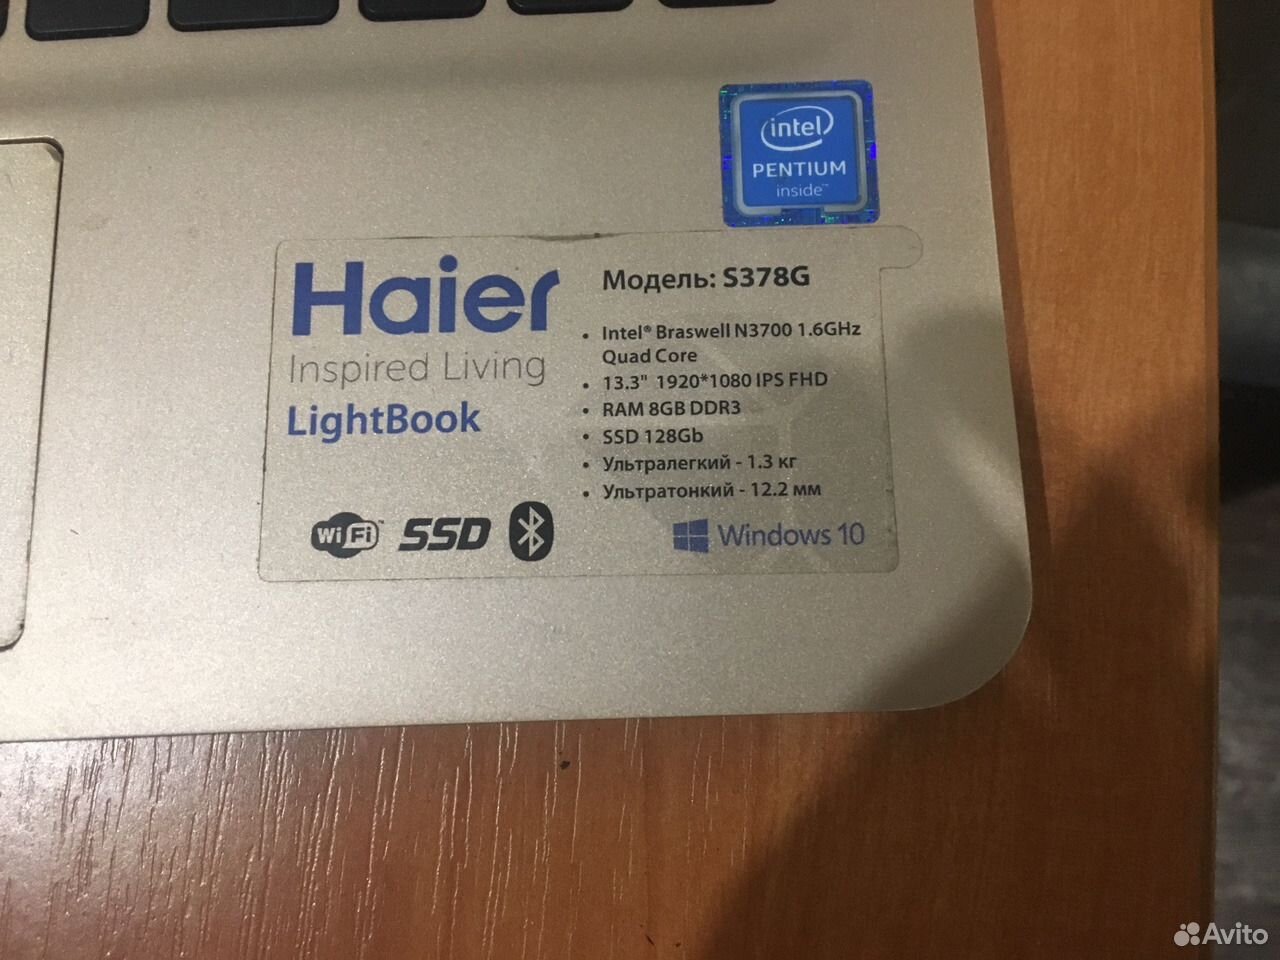 intel
PENTIUM
inside™
Haier
Inspired Living
LightBook
WiFi™ SSD
Модель: S378G
• Intel® Braswell N3700 1.6GHz
Quad Core
• 13.3" 1920*1080 IPS FHD
• RAM 8GB DDR3
• SSD 128Gb
• Ультралегкий - 1.3 кг
• Ультратонкий - 12.2 мм
Windows 10
Avito